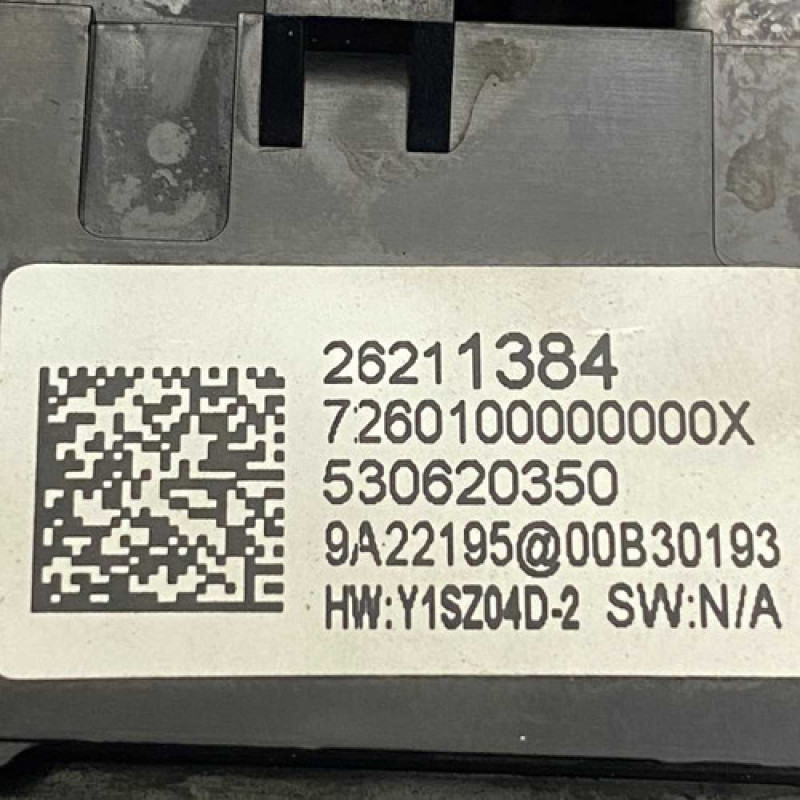 26211384
7260100000000X
530620350
9A22195@00B30193
HW:Y1SZ04D-2 SW:N/A